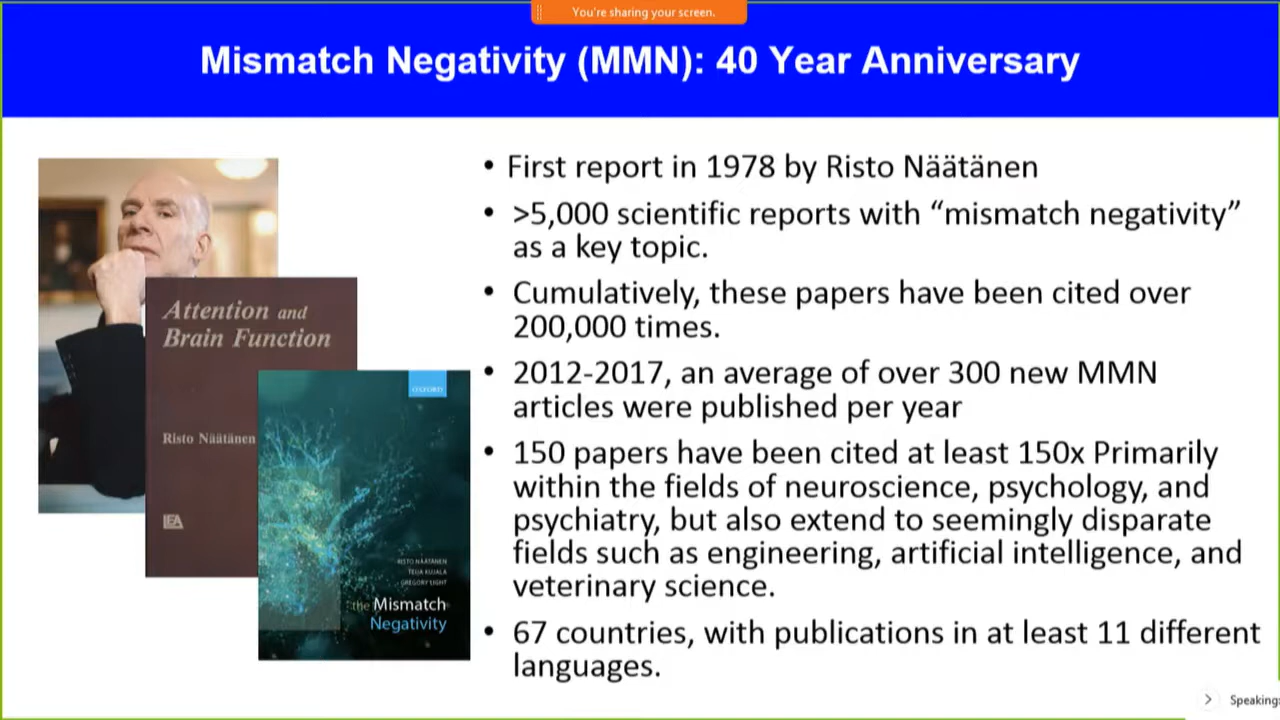 You're sharing your screen.
Mismatch Negativity (MMN): 40 Year Anniversary
• First report in 1978 by Risto Näätänen
• >5,000 scientific reports with “mismatch negativity”
as a key topic.
• Cumulatively, these papers have been cited over
200,000 times.
• 2012-2017, an average of over 300 new MMN
articles were published per year
• 150 papers have been cited at least 150x Primarily
within the fields of neuroscience, psychology, and
psychiatry, but also extend to seemingly disparate
fields such as engineering, artificial intelligence, and
veterinary science.
• 67 countries, with publications in at least 11 different
languages.
Attention and
Brain Function
Risto Näätänen
LEA
OXFORD
RISTO NÄÄTÄNEN
TEIJA KUJALA
GREGORY LIGHT
the Mismatch
Negativity
Speaking: